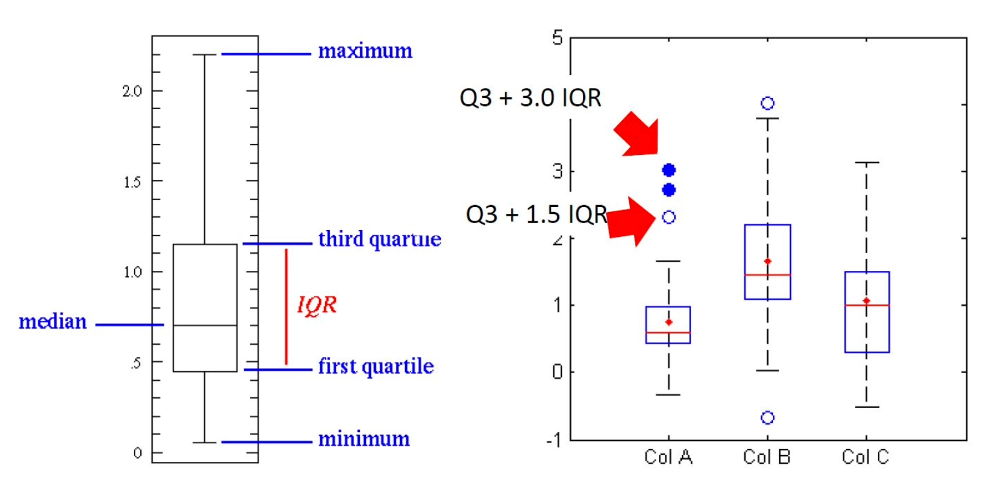 maximum
2.0
1.5
third quartile
1.0
IQR
median
.5
first quartile
minimum
0
5
Q3 + 3.0 IQR
3
Q3 + 1.5 IQR
2
1
0
-1
Col A
Col B
Col C